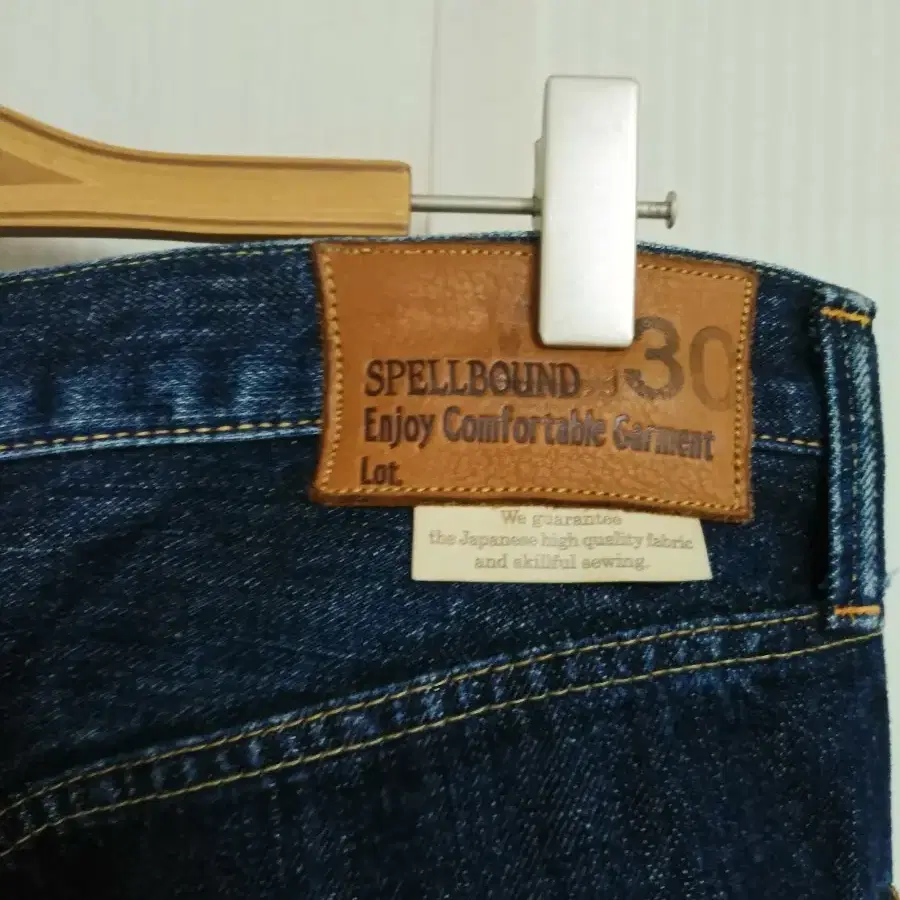 30
SPELLBOUND
Enjoy Comfortable Garment
Lot.
We guarantee
the Japanese high quality fabric
and skillful sewing.